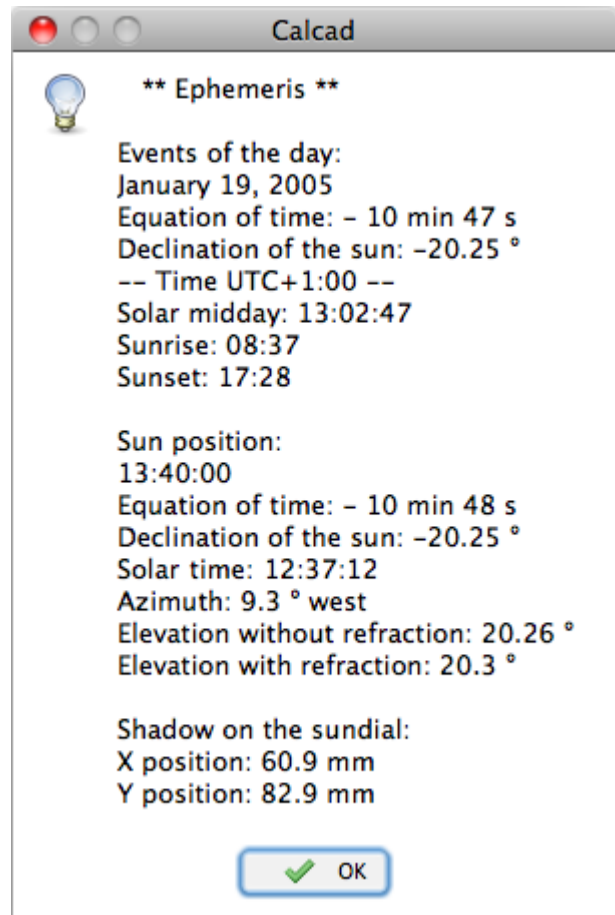 Calcad
** Ephemeris **
Events of the day:
January 19, 2005
Equation of time: – 10 min 47 s
Declination of the sun: –20.25 °
–– Time UTC+1:00 ––
Solar midday: 13:02:47
Sunrise: 08:37
Sunset: 17:28
Sun position:
13:40:00
Equation of time: – 10 min 48 s
Declination of the sun: –20.25 °
Solar time: 12:37:12
Azimuth: 9.3 ° west
Elevation without refraction: 20.26 °
Elevation with refraction: 20.3 °
Shadow on the sundial:
X position: 60.9 mm
Y position: 82.9 mm
OK